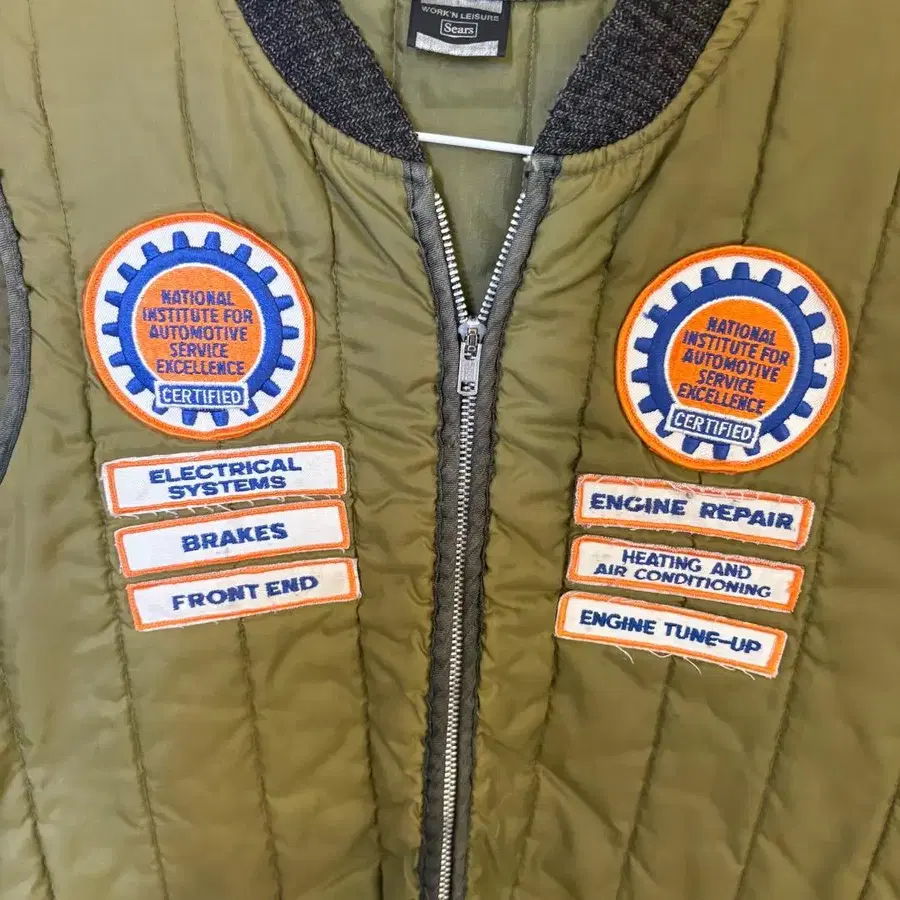 WORK'N LEISURE
Sears
NATIONAL
INSTITUTE FOR
AUTOMOTIVE
SERVICE
EXCELLENCE
CERTIFIED
ELECTRICAL
SYSTEMS
BRAKES
FRONT END
NATIONAL
INSTITUTE FOR
AUTOMOTIVE
SERVICE
EXCELLENCE
CERTIFIED
ENGINE REPAIR
HEATING AND
AIR CONDITIONING
ENGINE TUNE-UP